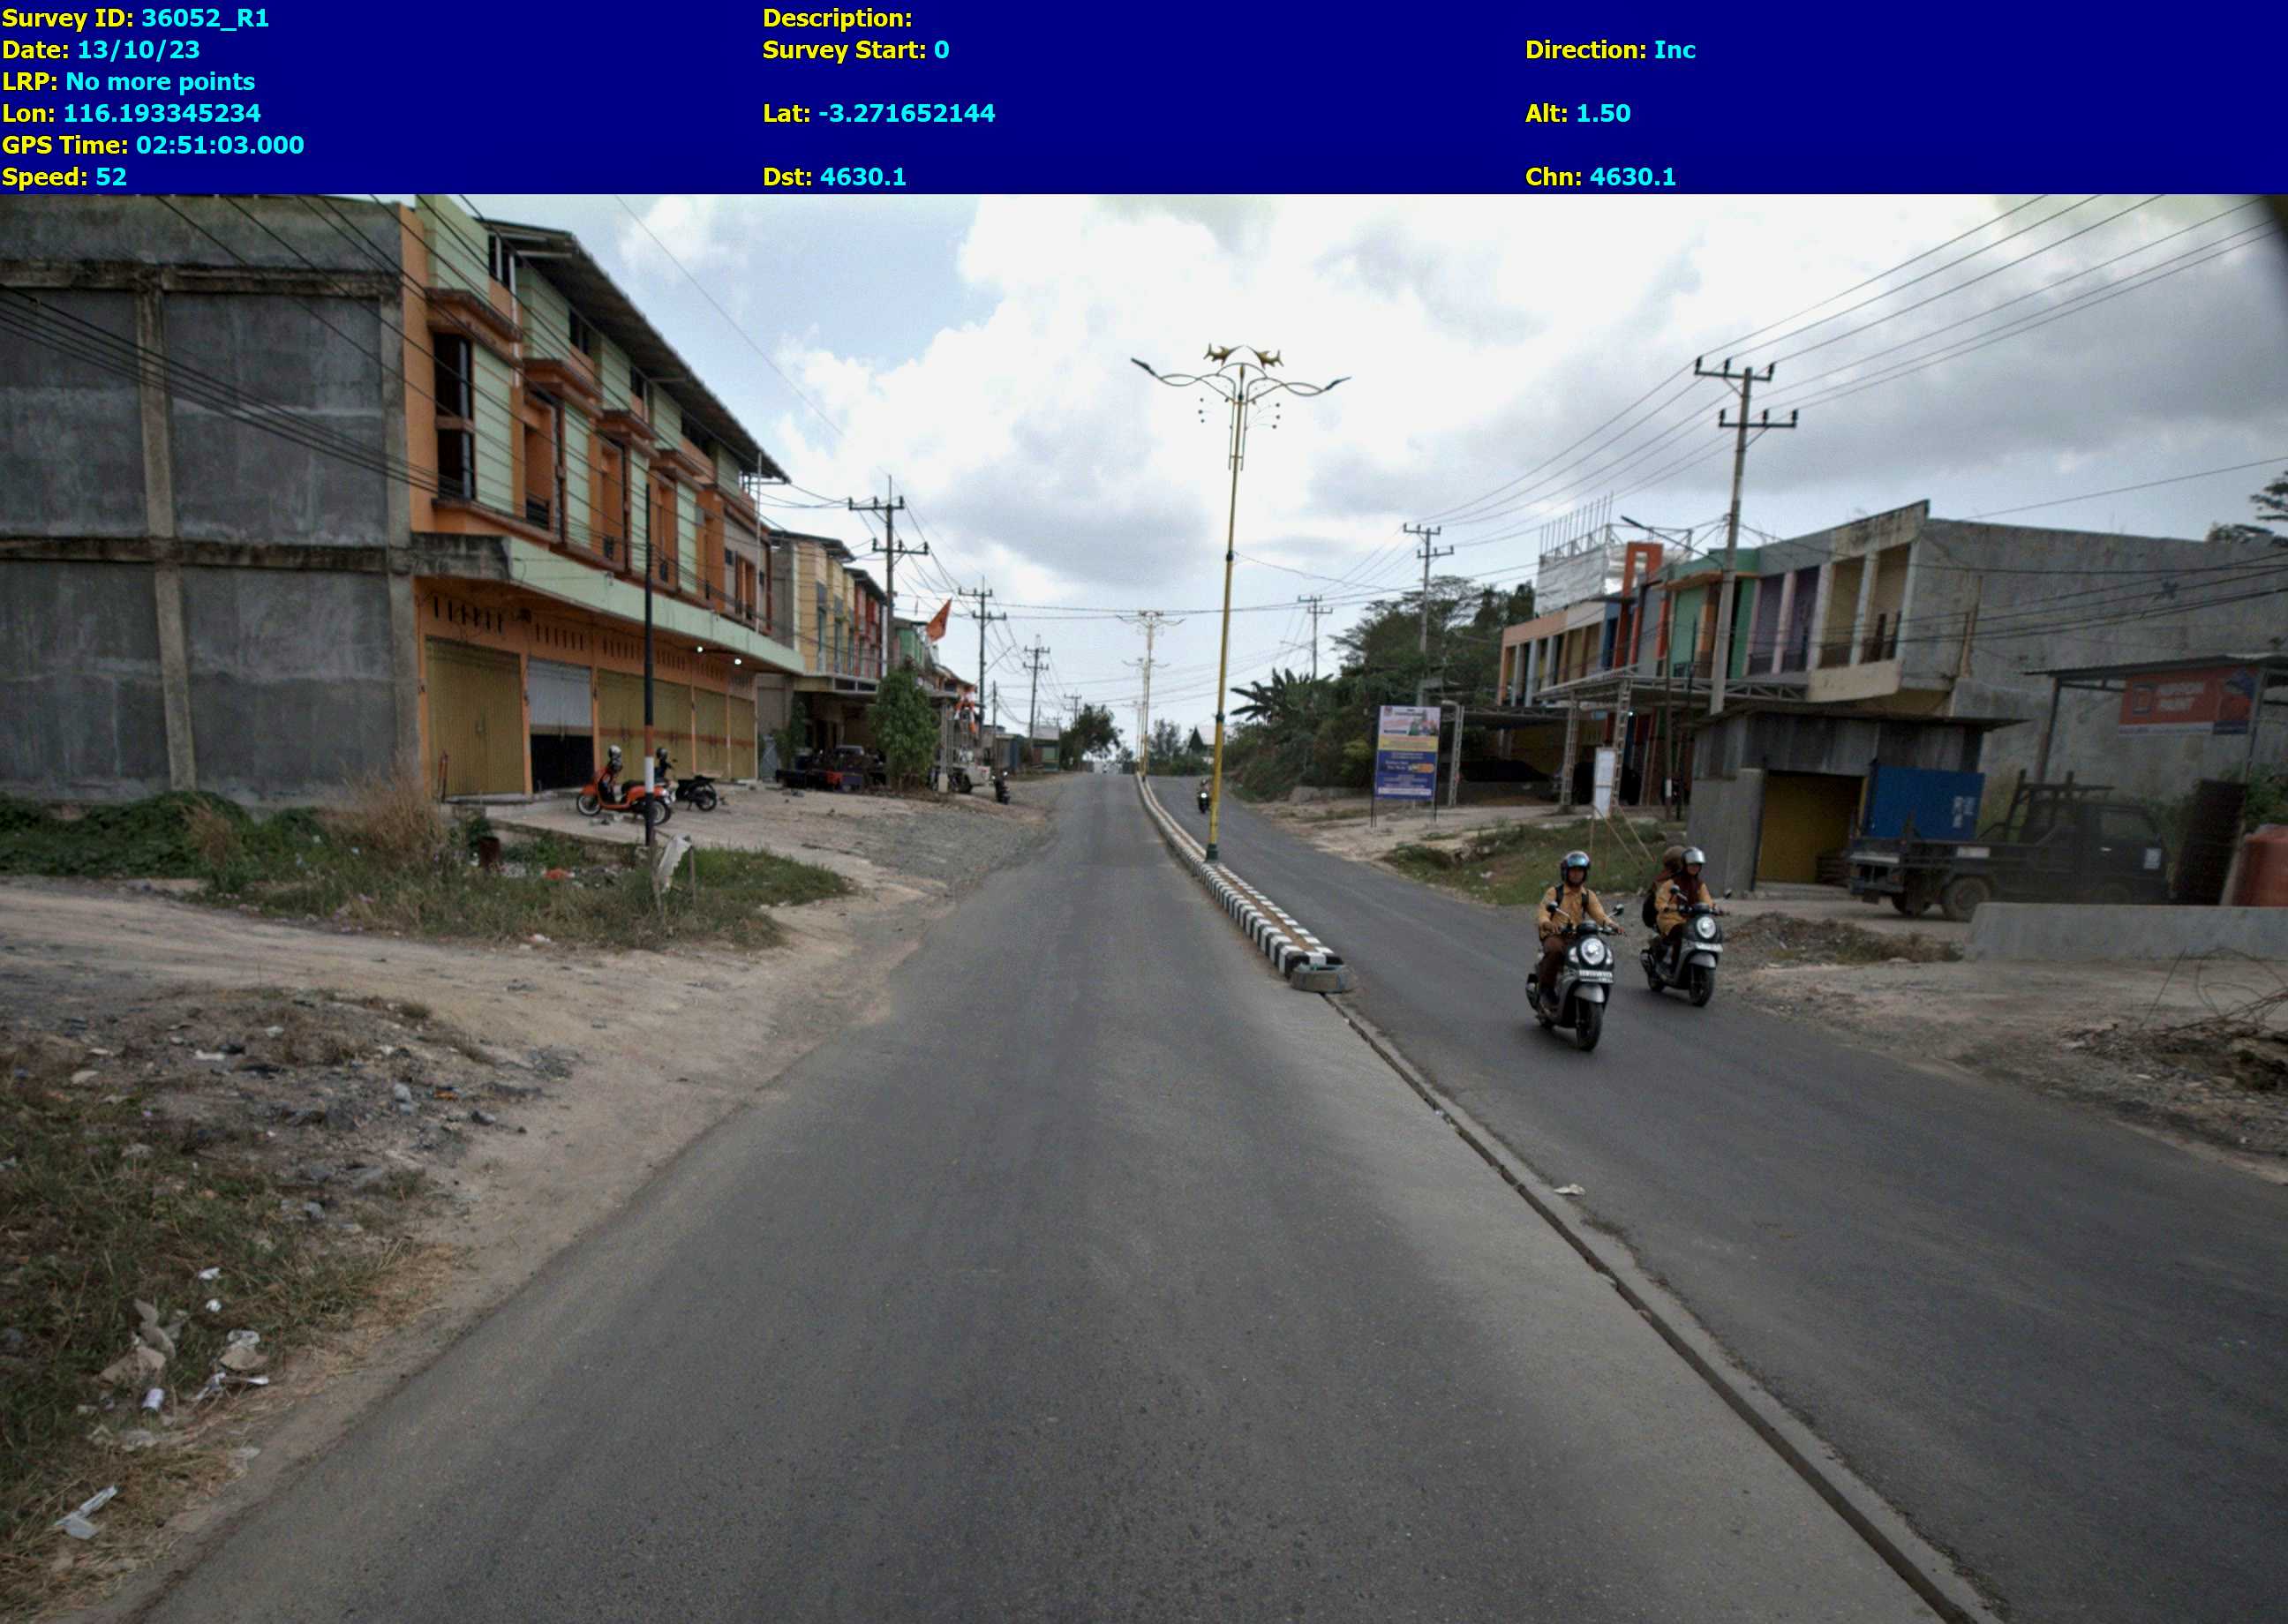 Survey ID: 36052_R1
Description:
Date: 13/10/23
Survey Start: 0
Direction: Inc
LRP: No more points
Lon: 116.193345234
Lat: -3.271652144
Alt: 1.50
GPS Time: 02:51:03.000
Speed: 52
Dst: 4630.1
Chn: 4630.1